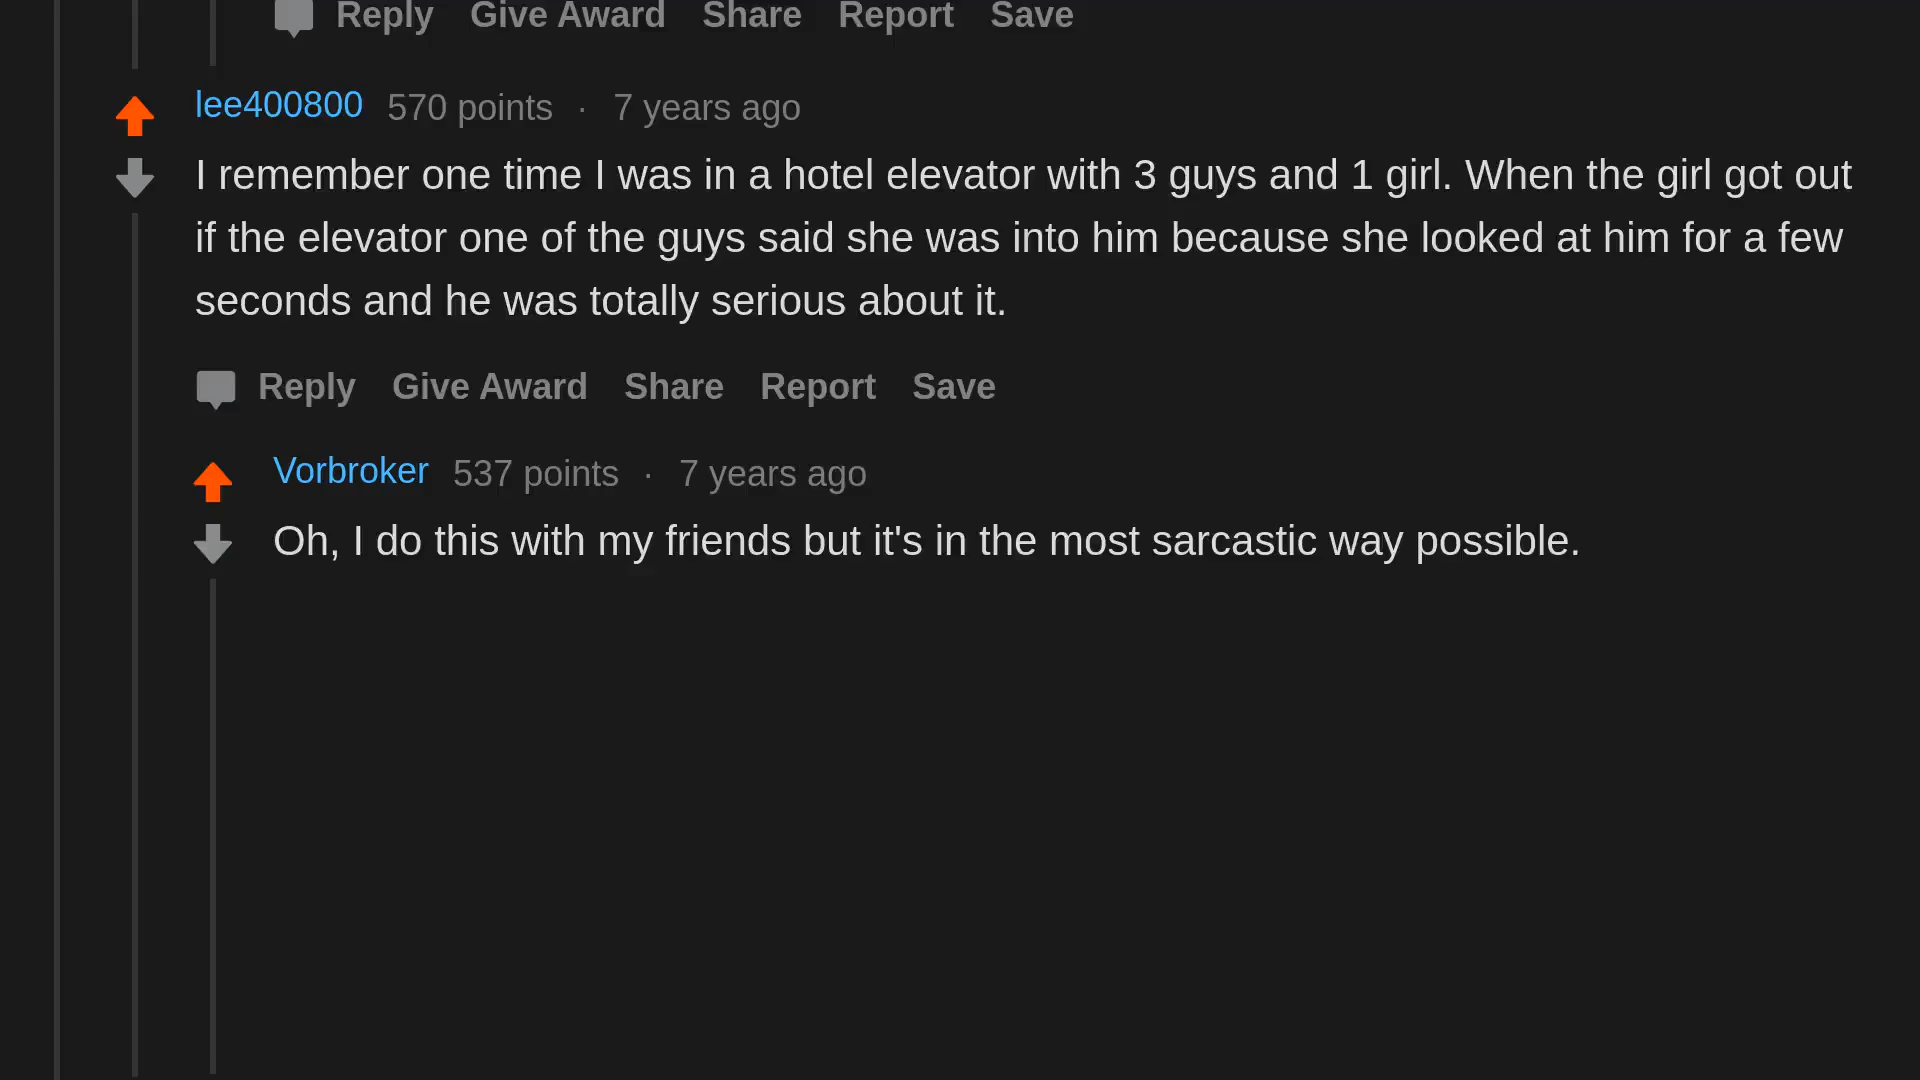 Reply Give Award Share Report Save
lee400800 570 points · 7 years ago
I remember one time I was in a hotel elevator with 3 guys and 1 girl. When the girl got out
if the elevator one of the guys said she was into him because she looked at him for a few
seconds and he was totally serious about it.
Reply Give Award Share Report Save
Vorbroker 537 points · 7 years ago
Oh, I do this with my friends but it's in the most sarcastic way possible.